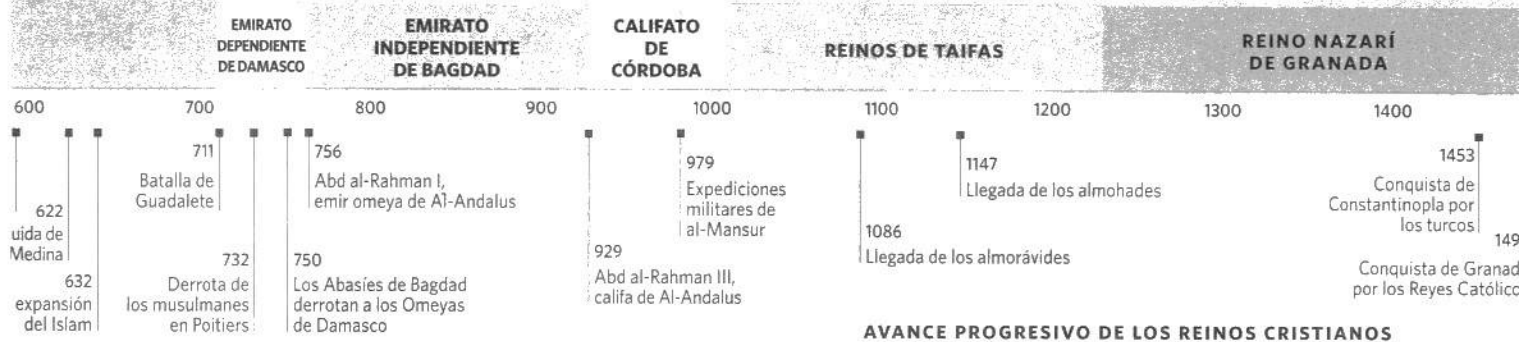 EMIRATO
DEPENDIENTE
DE DAMASCO
EMIRATO
INDEPENDIENTE
DE BAGDAD
CALIFATO
DE
CÓRDOBA
REINOS DE TAIFAS
REINO NAZARÍ
DE GRANADA
600 700 800 900 1000 1100 1200 1300 1400
622
uida de
Medina
632
expansión
del Islam
711
Batalla de
Guadalete
732
Derrota de
los musulmanes
en Poitiers
750
Los Abasíes de Bagdad
derrotan a los Omeyas
de Damasco
756
Abd al-Rahman I,
emir omeya de Al-Andalus
929
Abd al-Rahman III,
califa de Al-Andalus
979
Expediciones
militares de
al-Mansur
1086
Llegada de los almorávides
1147
Llegada de los almohades
1453
Conquista de
Constantinopla por
los turcos
149
Conquista de Granad
por los Reyes Católico
AVANCE PROGRESIVO DE LOS REINOS CRISTIANOS